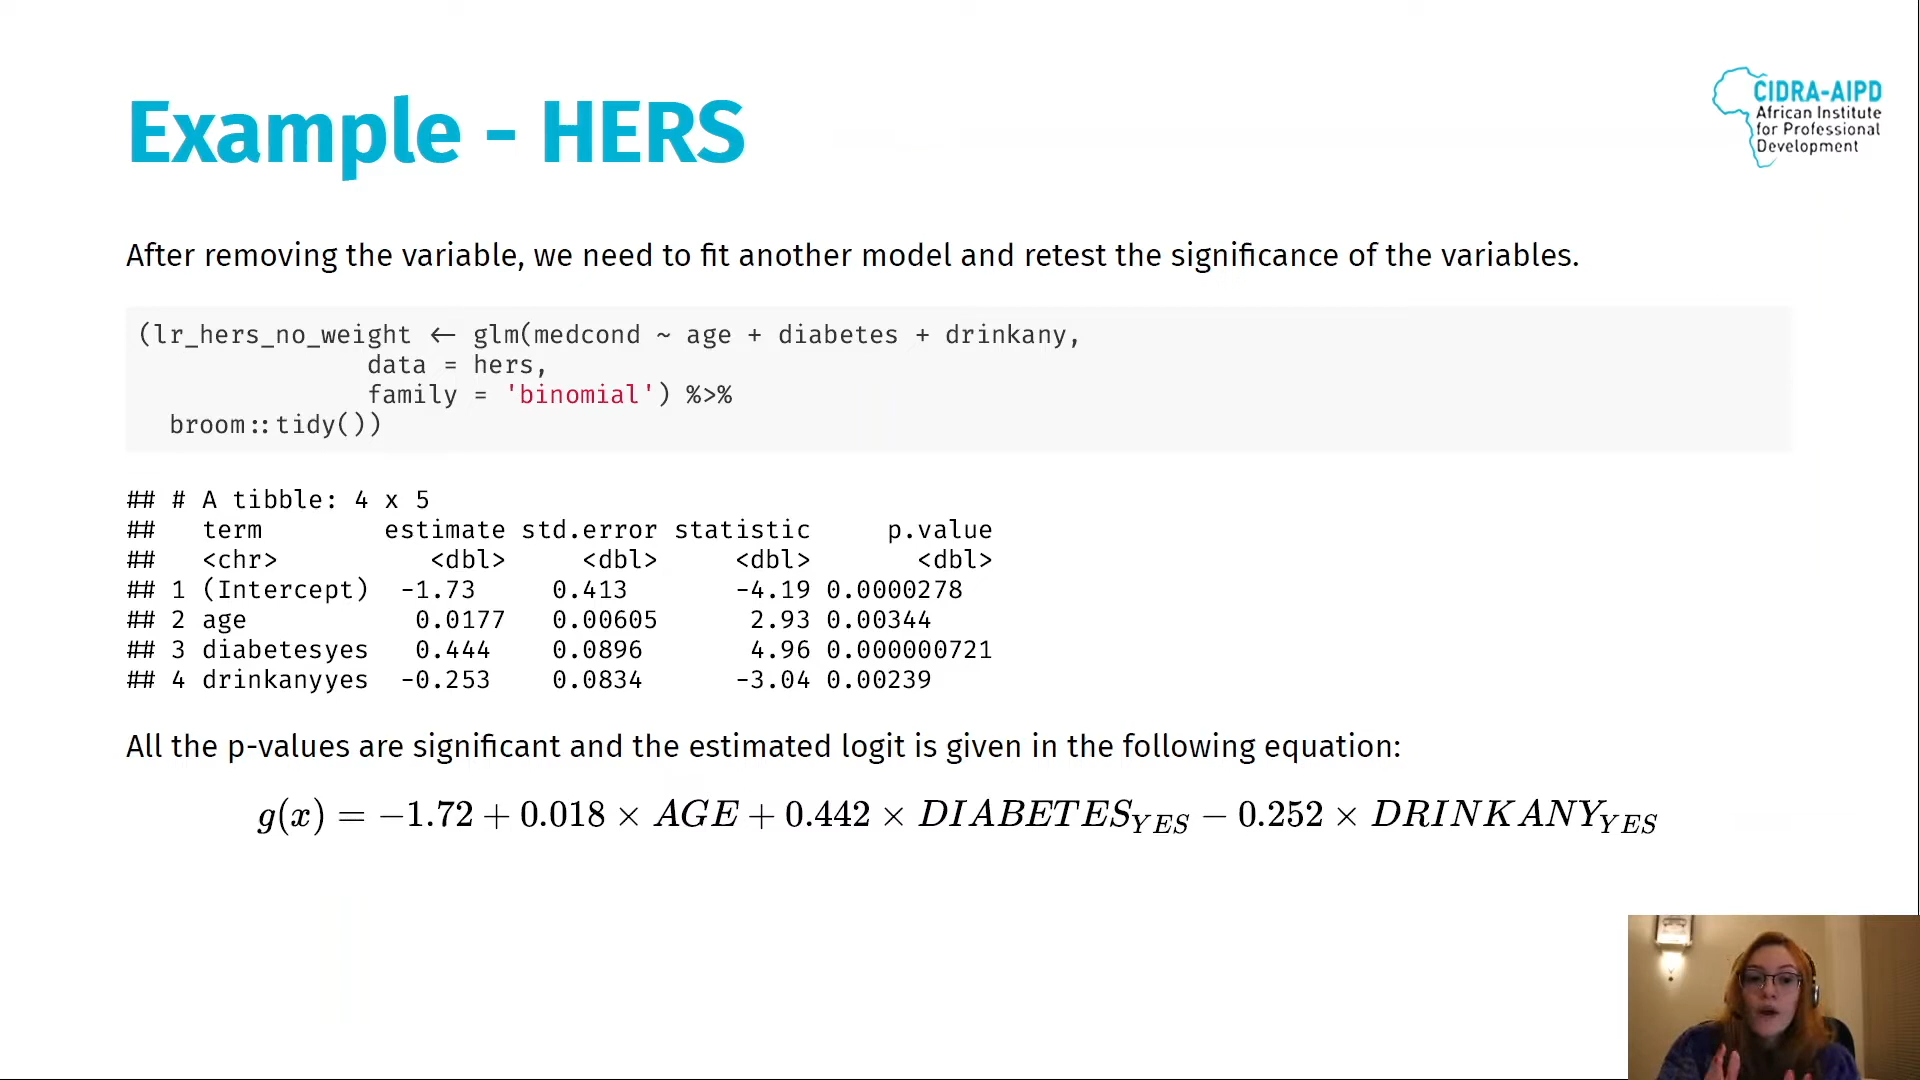 Example - HERS
CIDRA-AIPD
African Institute
for Professional
Development
After removing the variable, we need to fit another model and retest the significance of the variables.
(lr_hers_no_weight <- glm(medcond ~ age + diabetes + drinkany,
data = hers,
family = 'binomial') %>%
broom::tidy())
## # A tibble: 4 x 5
## term estimate std.error statistic p.value
## <chr> <dbl> <dbl> <dbl> <dbl>
## 1 (Intercept) -1.73 0.413 -4.19 0.0000278
## 2 age 0.0177 0.00605 2.93 0.00344
## 3 diabetesyes 0.444 0.0896 4.96 0.000000721
## 4 drinkanyyes -0.253 0.0834 -3.04 0.00239
All the p-values are significant and the estimated logit is given in the following equation:
g(x) = −1.72 + 0.018 × AGE + 0.442 × DIABETES_YES − 0.252 × DRINKANY_YES